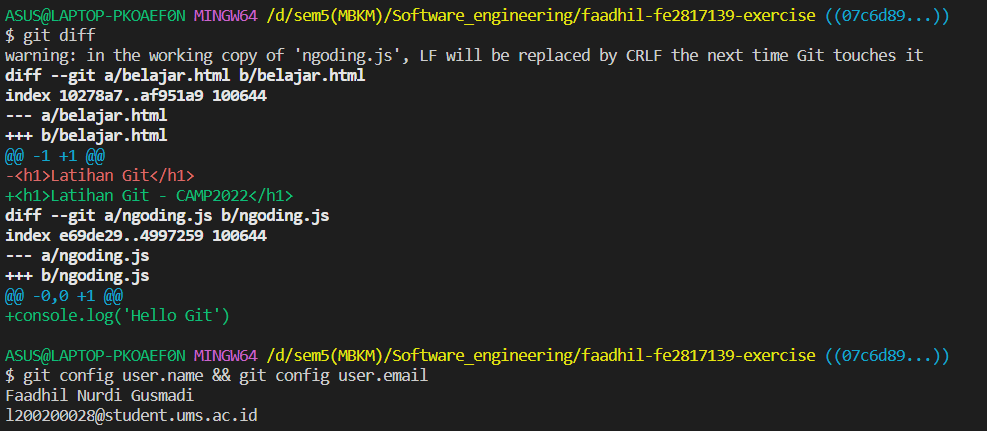 ASUS@LAPTOP-PKOAEF0N MINGW64 /d/sem5(MBKM)/Software_engineering/faadhil-fe2817139-exercise ((07c6d89...))
$ git diff
warning: in the working copy of 'ngoding.js', LF will be replaced by CRLF the next time Git touches it
diff --git a/belajar.html b/belajar.html
index 10278a7..af951a9 100644
--- a/belajar.html
+++ b/belajar.html
@@ -1 +1 @@
-<h1>Latihan Git</h1>
+<h1>Latihan Git - CAMP2022</h1>
diff --git a/ngoding.js b/ngoding.js
index e69de29..4997259 100644
--- a/ngoding.js
+++ b/ngoding.js
@@ -0,0 +1 @@
+console.log('Hello Git')
ASUS@LAPTOP-PKOAEF0N MINGW64 /d/sem5(MBKM)/Software_engineering/faadhil-fe2817139-exercise ((07c6d89...))
$ git config user.name && git config user.email
Faadhil Nurdi Gusmadi
l200200028@student.ums.ac.id